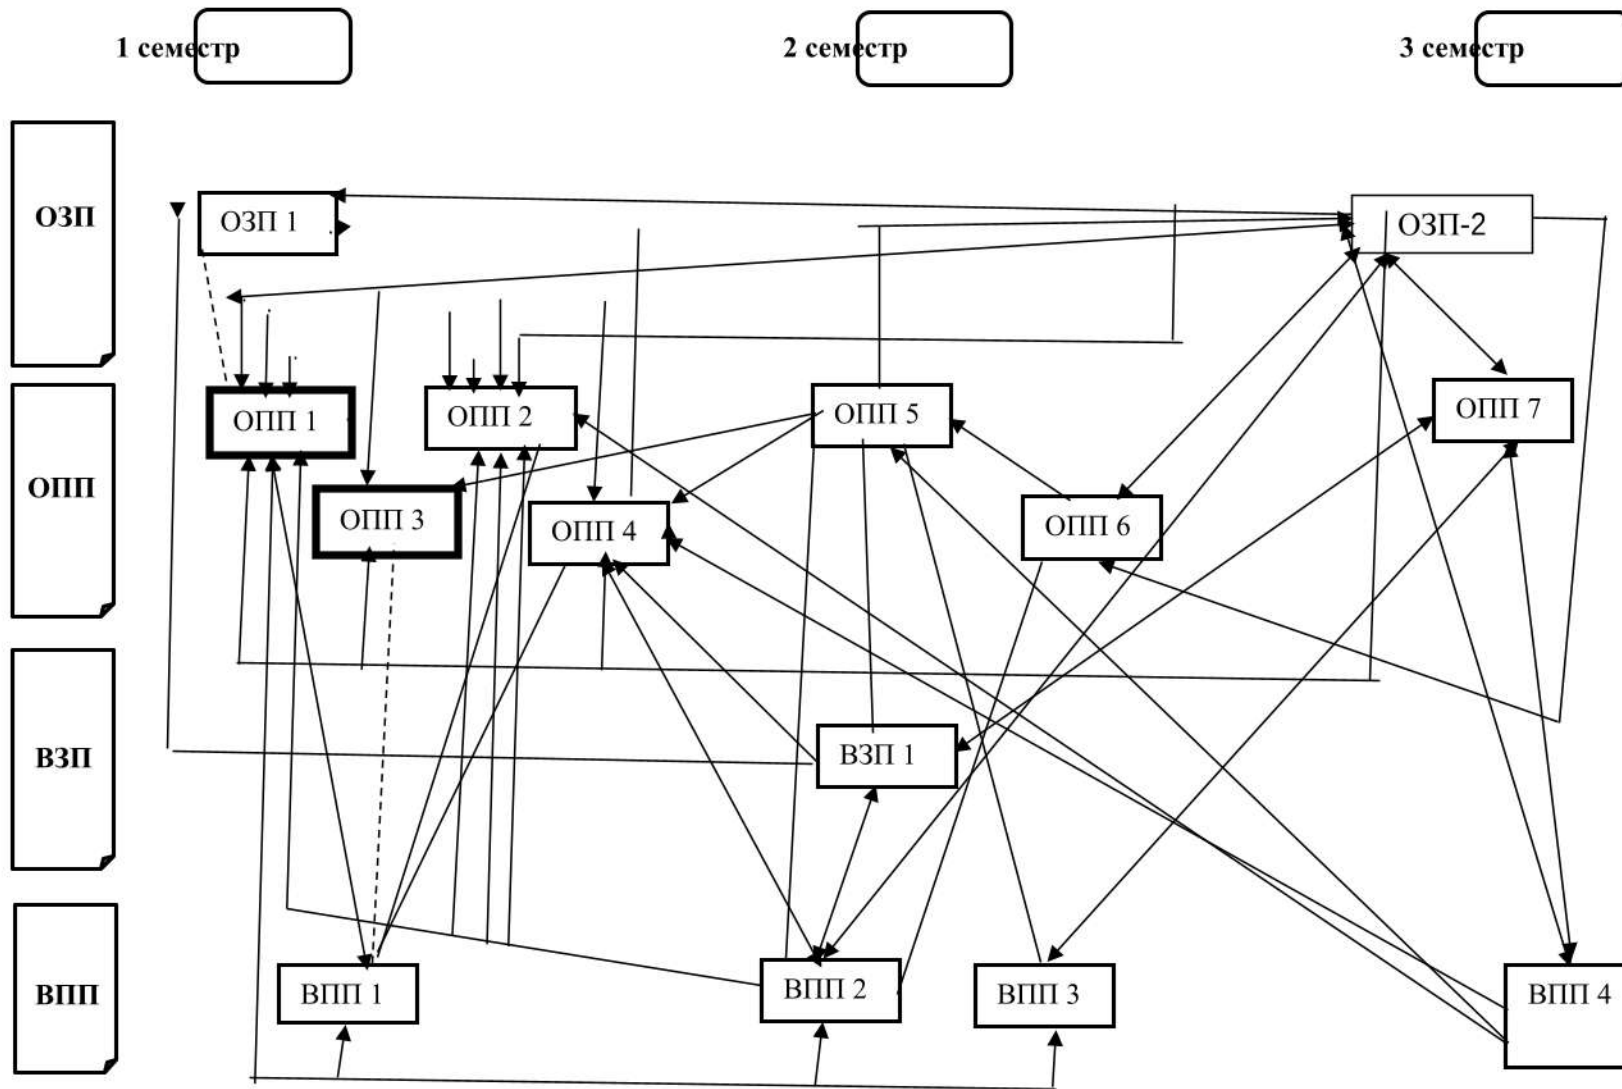 1 семестр
2 семестр
3 семестр
ОЗП
ОЗП 1
ОЗП-2
ОПП
ОПП 1
ОПП 2
ОПП 5
ОПП 7
ОПП 3
ОПП 4
ОПП 6
ВЗП
ВЗП 1
ВПП
ВПП 1
ВПП 2
ВПП 3
ВПП 4